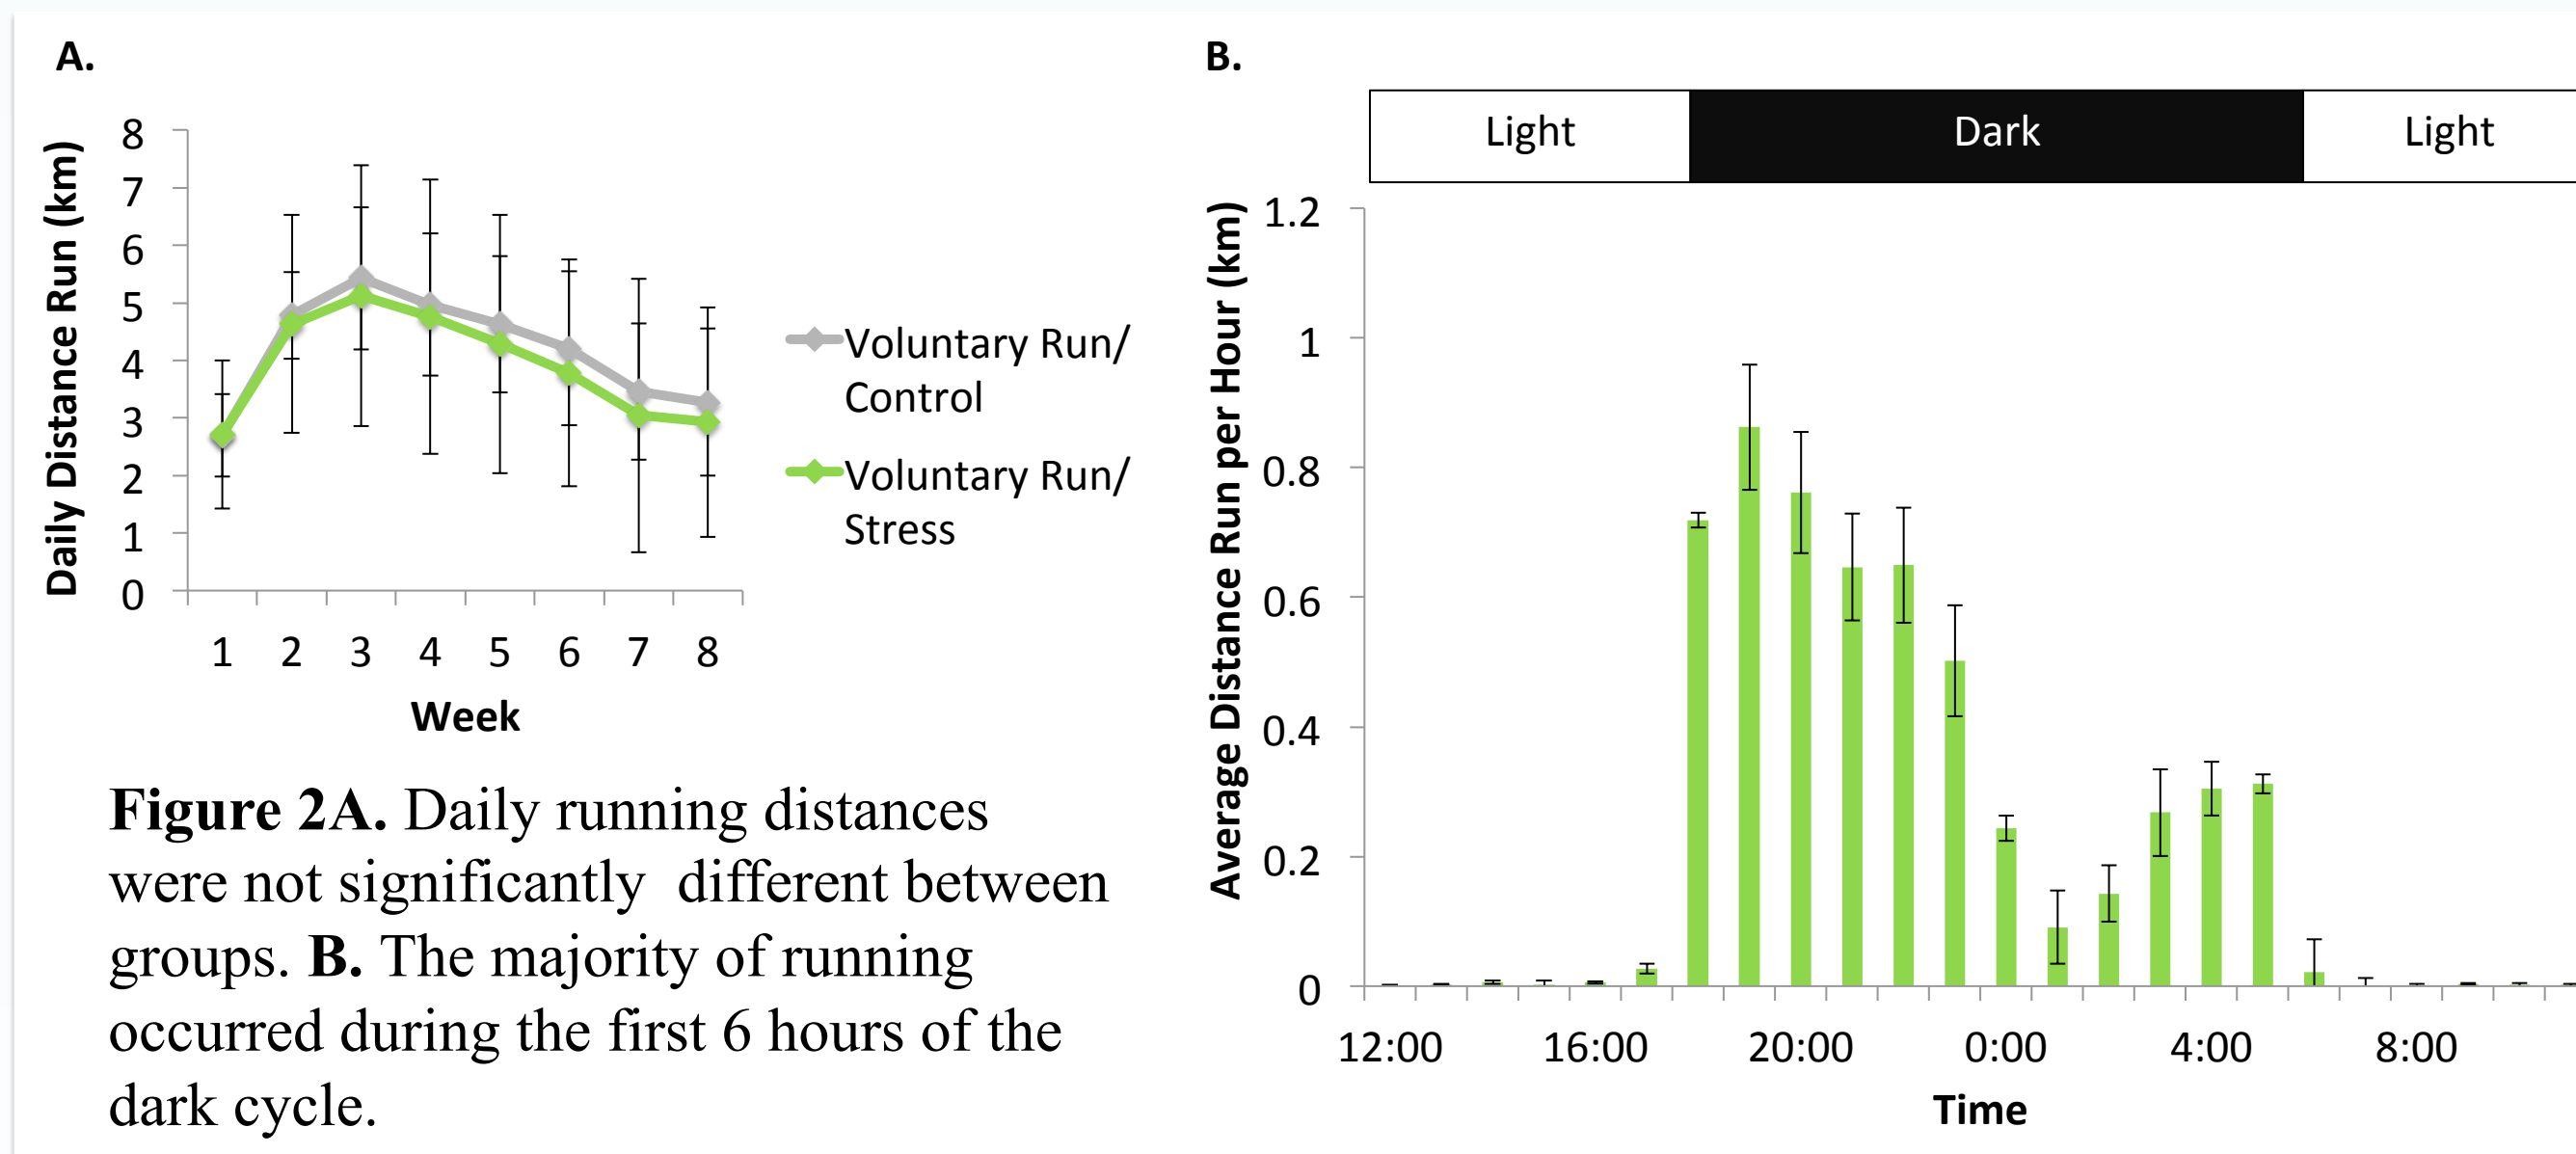 A.
8
7
6
5
4
3
2
1
0
Daily Distance Run (km)
1 2 3 4 5 6 7 8
Week
Voluntary Run/
Control
Voluntary Run/
Stress
Figure 2A. Daily running distances
were not significantly different between
groups. B. The majority of running
occurred during the first 6 hours of the
dark cycle.
B.
Light Dark Light
1.2
1
0.8
0.6
0.4
0.2
0
Average Distance Run per Hour (km)
12:00 16:00 20:00 0:00 4:00 8:00
Time